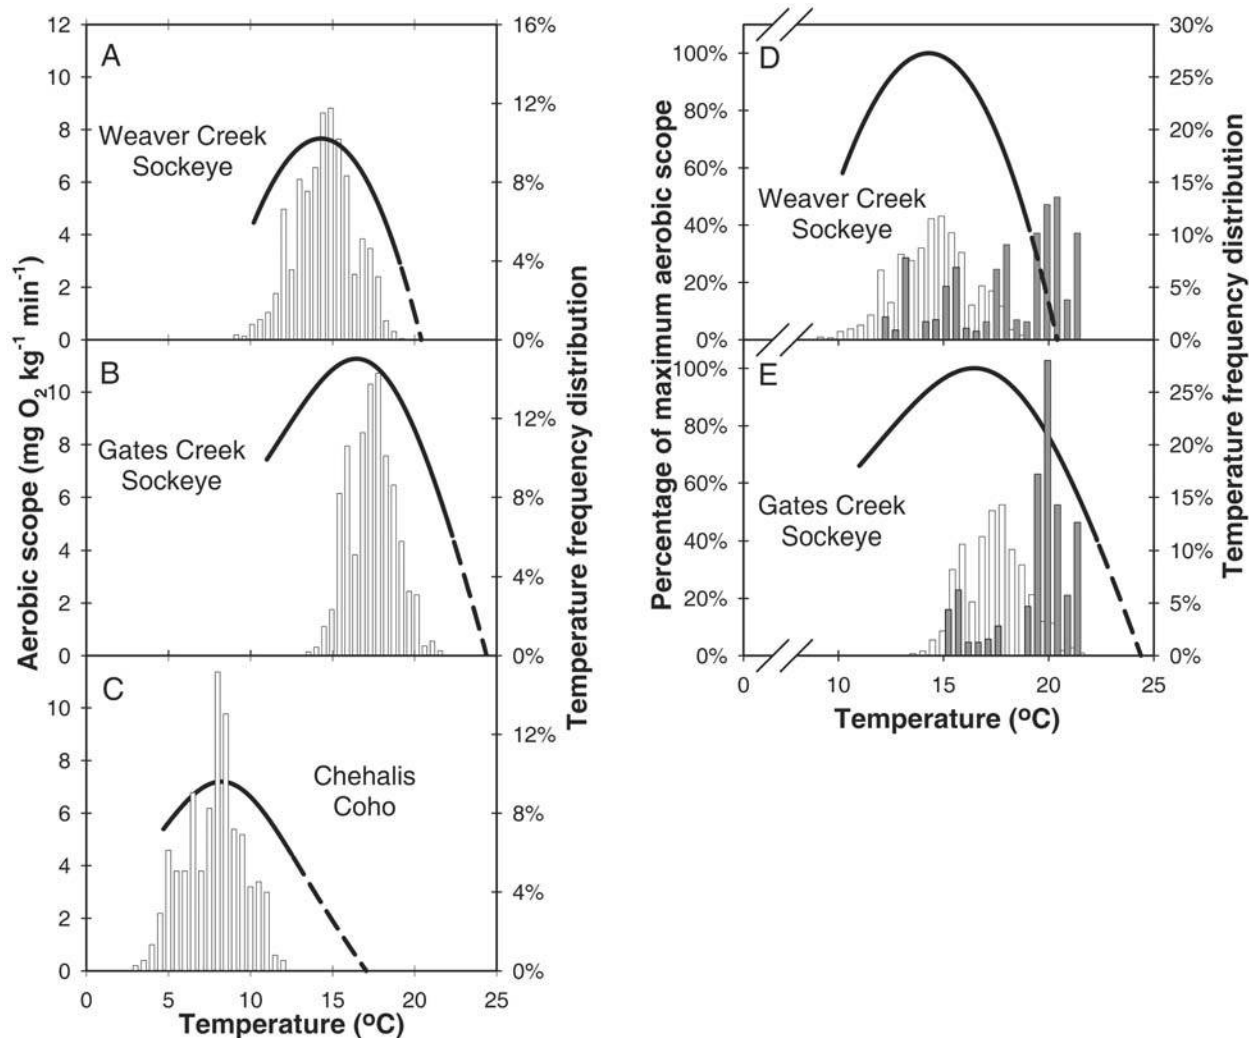 Aerobic scope (mg O2 kg-1 min-1)
12
10
8
6
4
2
0
A
Weaver Creek
Sockeye
16%
12%
8%
4%
0%
10
8
6
4
2
0
B
Gates Creek
Sockeye
12%
8%
4%
0%
10
8
6
4
2
0
C
Chehalis
Coho
12%
8%
4%
0%
Temperature frequency distribution
0 5 10 15 20 25
Temperature (oC)
Percentage of maximum aerobic scope
100%
80%
60%
40%
20%
0%
D
Weaver Creek
Sockeye
30%
25%
20%
15%
10%
5%
0%
100%
80%
60%
40%
20%
0%
E
Gates Creek
Sockeye
25%
20%
15%
10%
5%
0%
Temperature frequency distribution
0 10 15 20 25
Temperature (oC)